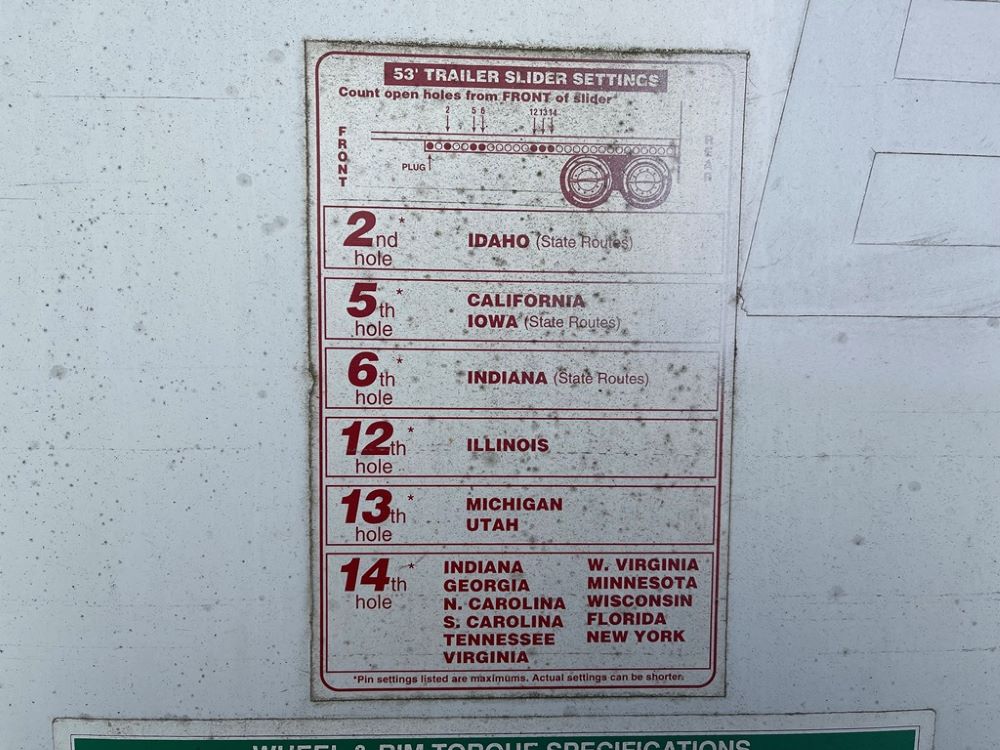 53' TRAILER SLIDER SETTINGS
Count open holes from FRONT of slider*
2 5 6 12 13 14
FRONT
REAR
PLUG
2nd* hole
IDAHO (State Routes)
5th* hole
CALIFORNIA
IOWA (State Routes)
6th* hole
INDIANA (State Routes)
12th* hole
ILLINOIS
13th* hole
MICHIGAN
UTAH
14th* hole
INDIANA
GEORGIA
N. CAROLINA
S. CAROLINA
TENNESSEE
VIRGINIA
W. VIRGINIA
MINNESOTA
WISCONSIN
FLORIDA
NEW YORK
*Pin settings listed are maximums. Actual settings can be shorter.
WHEEL & RIM TORQUE SPECIFICATIONS